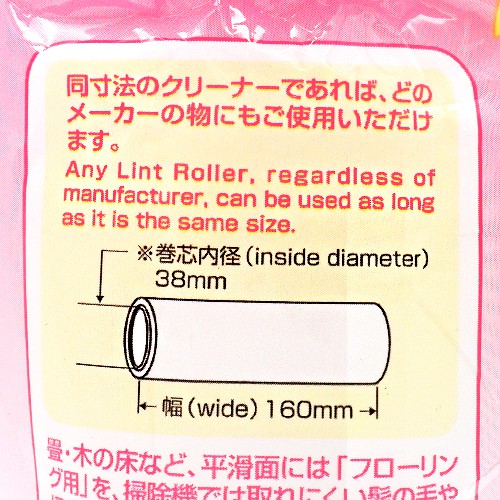 同寸法のクリーナーであれば、どの
メーカーの物にもご使用いただけ
ます。
Any Lint Roller, regardless of
manufacturer, can be used as long
as it is the same size.
※巻芯内径(inside diameter)
38mm
幅(wide)160mm
畳・木の床など、平滑面には「フローリン
グ用」を、掃除機では取れにくい髪の毛や